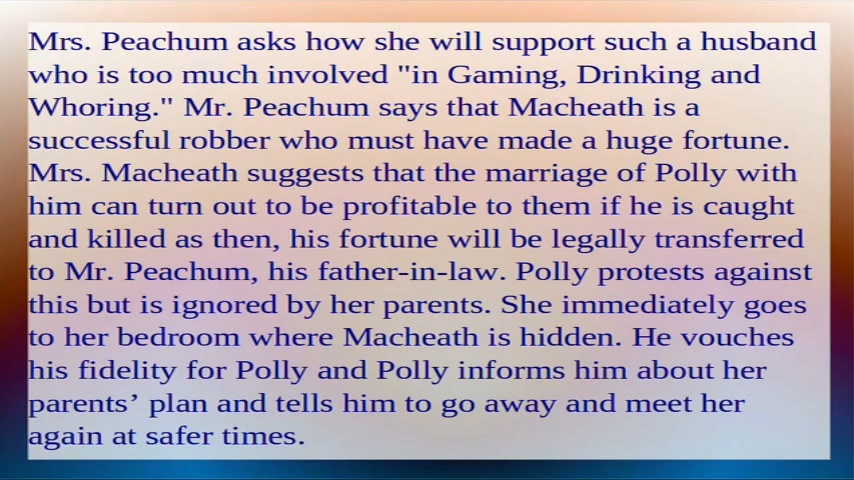 Mrs. Peachum asks how she will support such a husband
who is too much involved "in Gaming, Drinking and
Whoring." Mr. Peachum says that Macheath is a
successful robber who must have made a huge fortune.
Mrs. Macheath suggests that the marriage of Polly with
him can turn out to be profitable to them if he is caught
and killed as then, his fortune will be legally transferred
to Mr. Peachum, his father-in-law. Polly protests against
this but is ignored by her parents. She immediately goes
to her bedroom where Macheath is hidden. He vouches
his fidelity for Polly and Polly informs him about her
parents’ plan and tells him to go away and meet her
again at safer times.